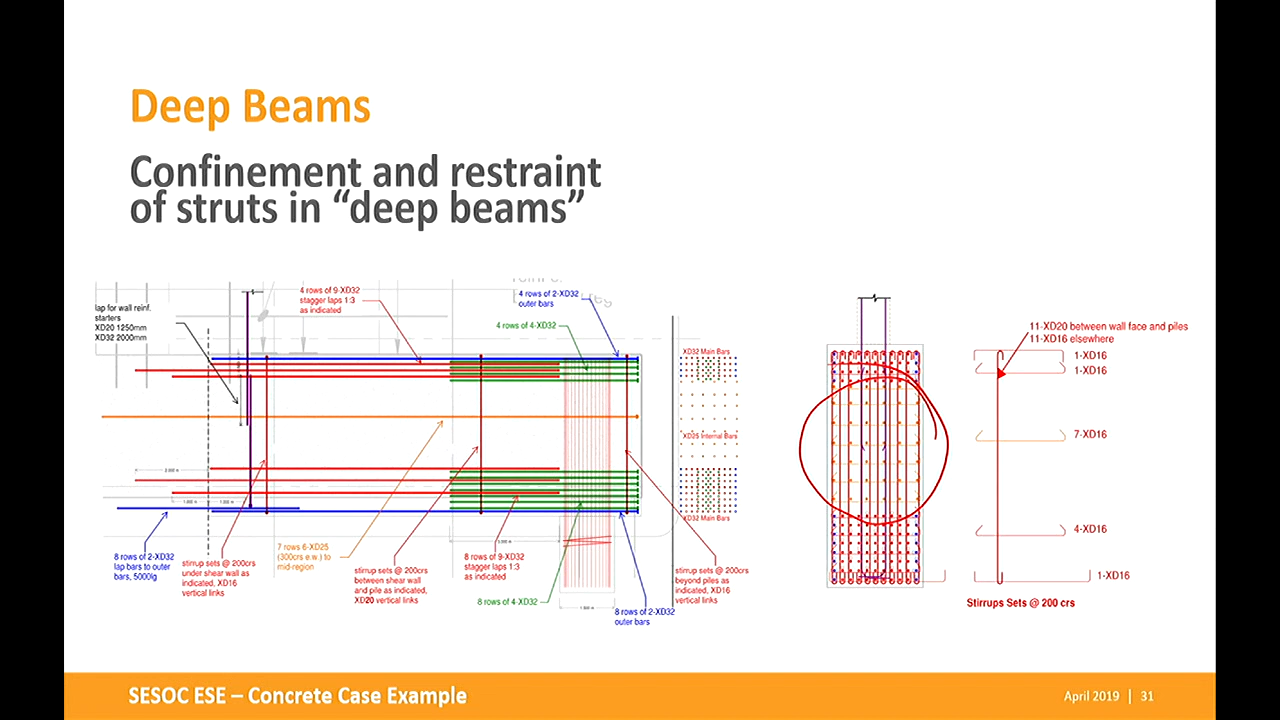 Deep Beams
Confinement and restraint
of struts in “deep beams”
lap for wall reinf.
starters
XD20 1250mm
XD32 2000mm
4 rows of 9-XD32
stagger laps 1:3
as indicated
4 rows of 2-XD32
outer bars
4 rows of 4-XD32
XD32 Main Bars
XD25 Internal Bars
XD32 Main Bars
8 rows of 2-XD32
lap bars to outer
bars, 5000lg
stirrup sets @ 200crs
under shear wall as
indicated, XD16
vertical links
7 rows 6-XD25
(300crs e.w.) to
mid-region
stirrup sets @ 200crs
between shear wall
and pile as indicated,
XD20 vertical links
8 rows of 9-XD32
stagger laps 1:3
as indicated
8 rows of 4-XD32
8 rows of 2-XD32
outer bars
stirrup sets @ 200crs
beyond piles as
indicated, XD16
vertical links
11-XD20 between wall face and piles
11-XD16 elsewhere
1-XD16
1-XD16
7-XD16
4-XD16
1-XD16
Stirrups Sets @ 200 crs
SESOC ESE – Concrete Case Example
April 2019 | 31